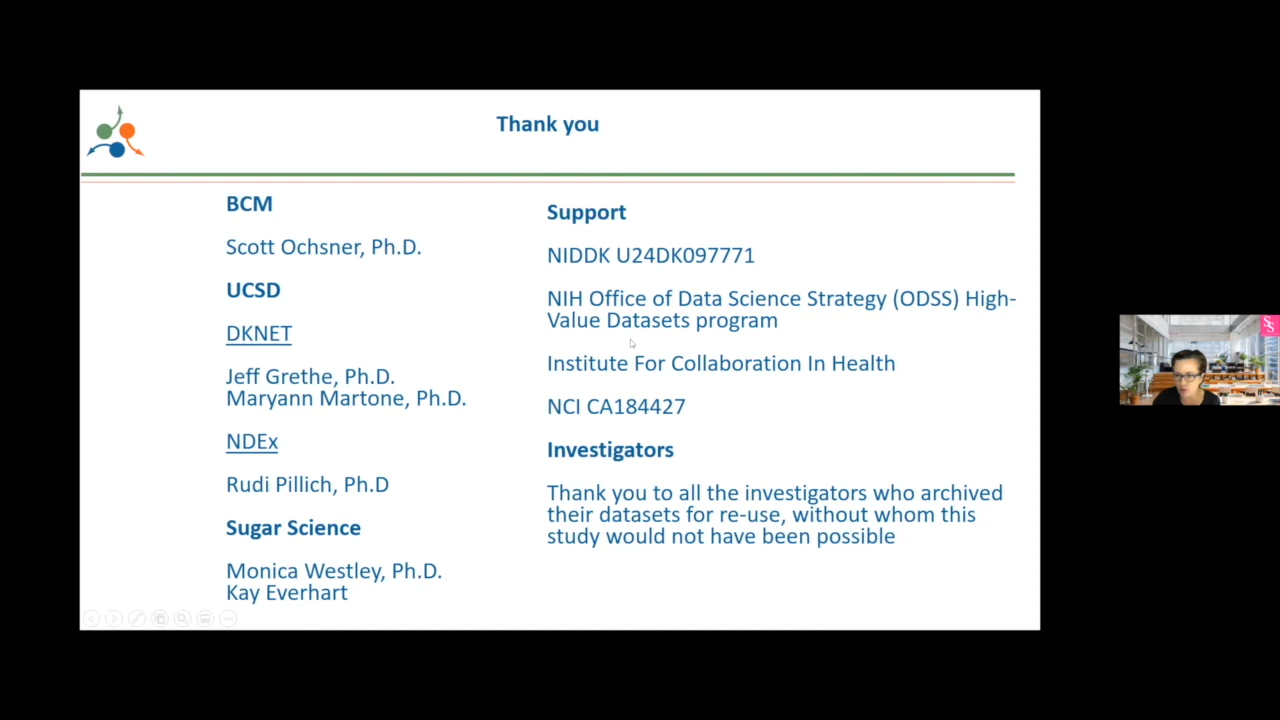 Thank you
BCM
Scott Ochsner, Ph.D.
UCSD
DKNET
Jeff Grethe, Ph.D.
Maryann Martone, Ph.D.
NDEx
Rudi Pillich, Ph.D
Sugar Science
Monica Westley, Ph.D.
Kay Everhart
Support
NIDDK U24DK097771
NIH Office of Data Science Strategy (ODSS) High-
Value Datasets program
Institute For Collaboration In Health
NCI CA184427
Investigators
Thank you to all the investigators who archived
their datasets for re-use, without whom this
study would not have been possible
SS